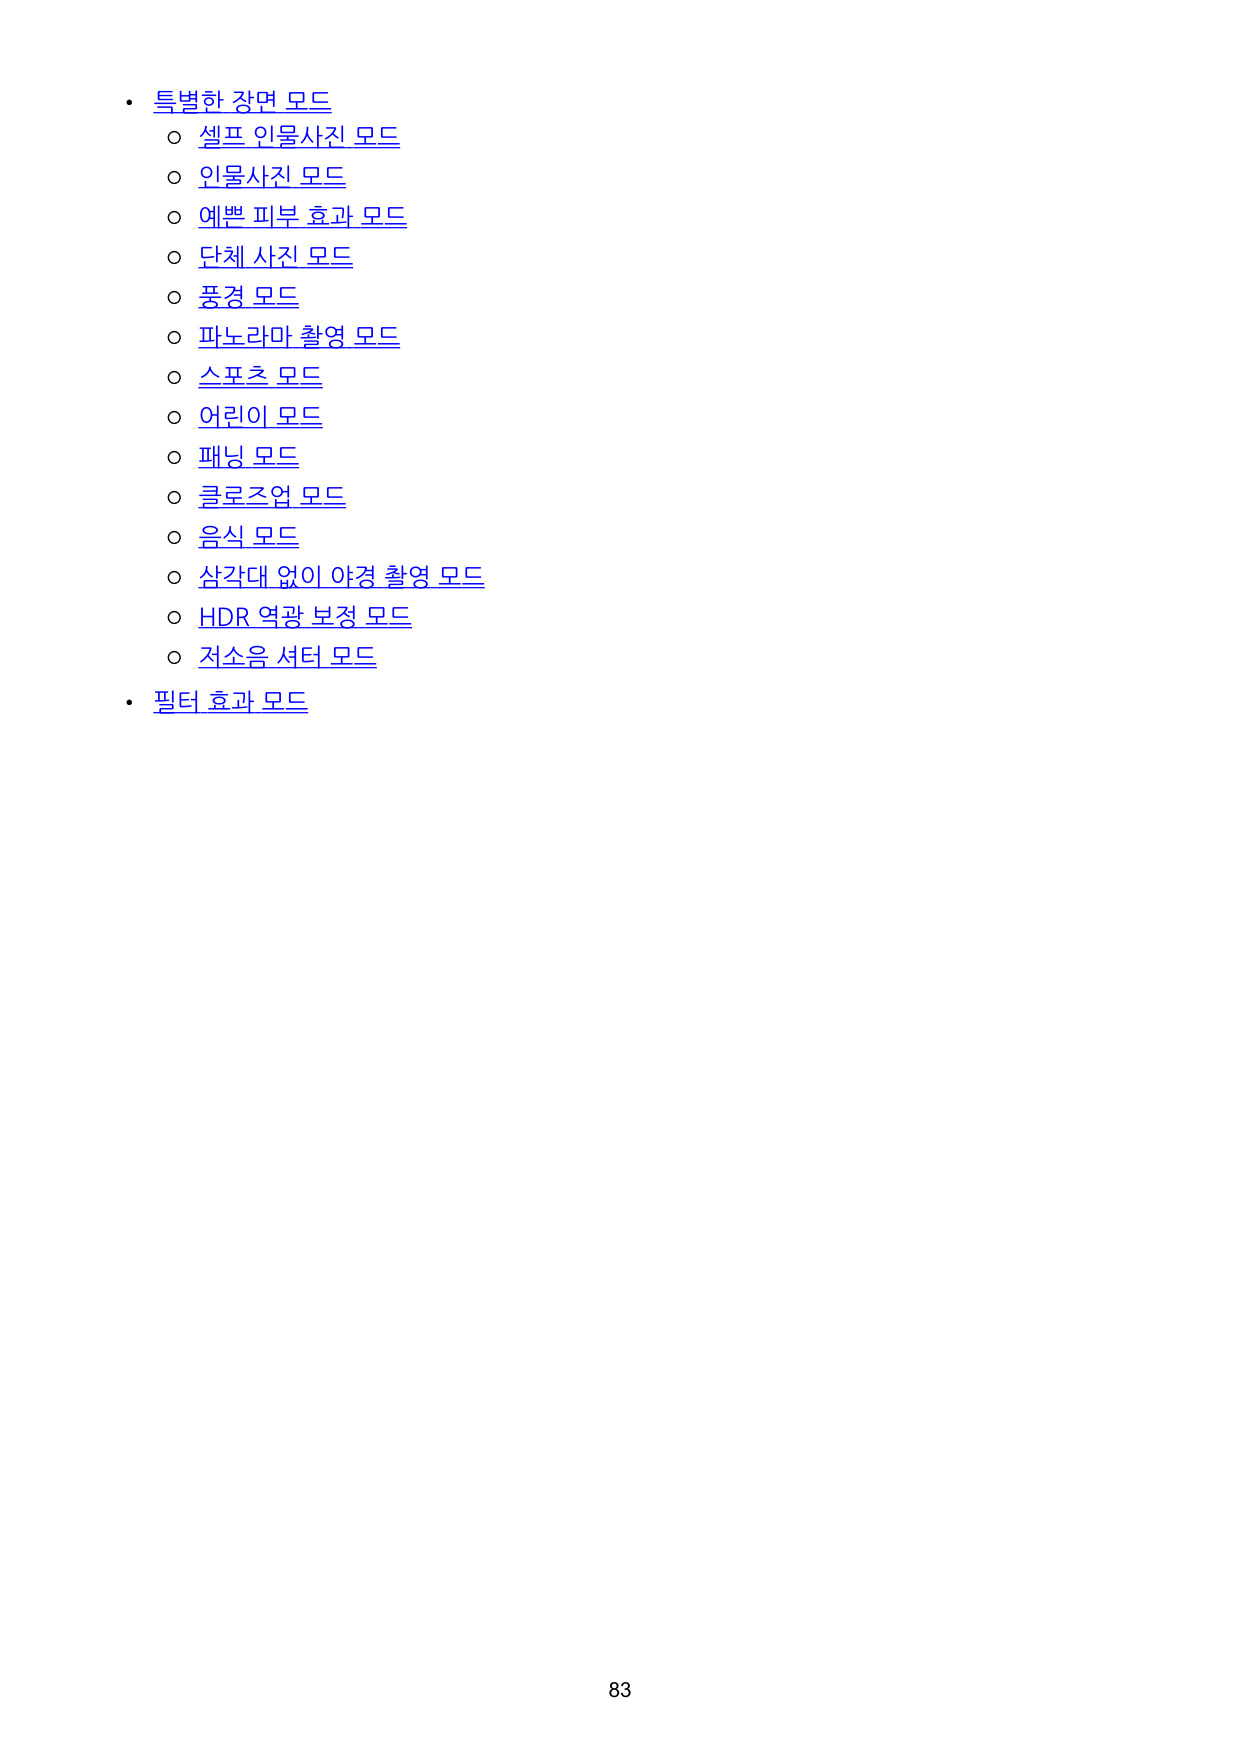 • 특별한 장면 모드
○ 셀프 인물사진 모드
○ 인물사진 모드
○ 예쁜 피부 효과 모드
○ 단체 사진 모드
○ 풍경 모드
○ 파노라마 촬영 모드
○ 스포츠 모드
○ 어린이 모드
○ 패닝 모드
○ 클로즈업 모드
○ 음식 모드
○ 삼각대 없이 야경 촬영 모드
○ HDR 역광 보정 모드
○ 저소음 셔터 모드
• 필터 효과 모드
83